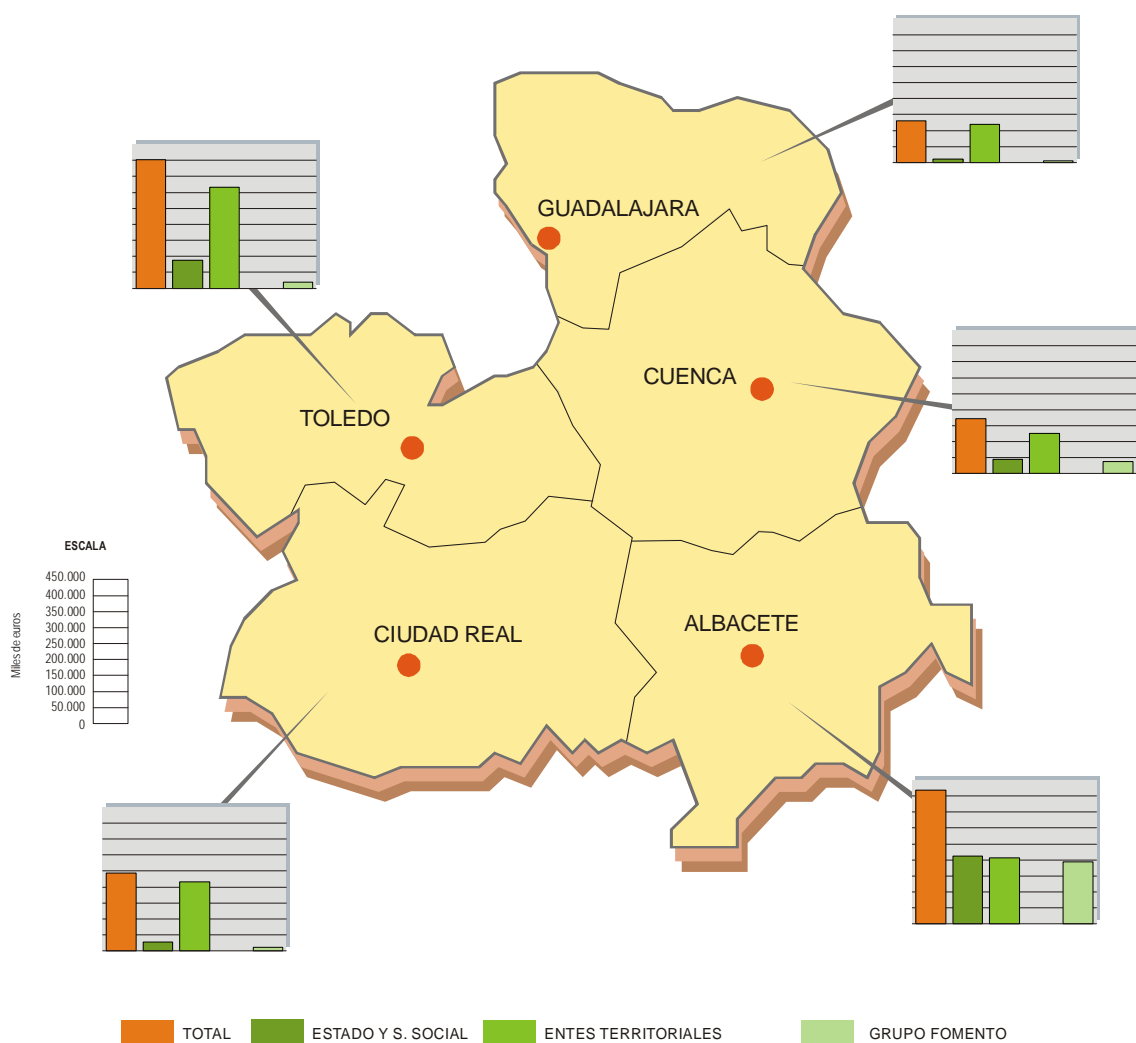 GUADALAJARA
CUENCA
TOLEDO
ESCALA
Miles de euros
450.000
400.000
350.000
300.000
250.000
200.000
150.000
100.000
50.000
0
CIUDAD REAL
ALBACETE
TOTAL
ESTADO Y S. SOCIAL
ENTES TERRITORIALES
GRUPO FOMENTO